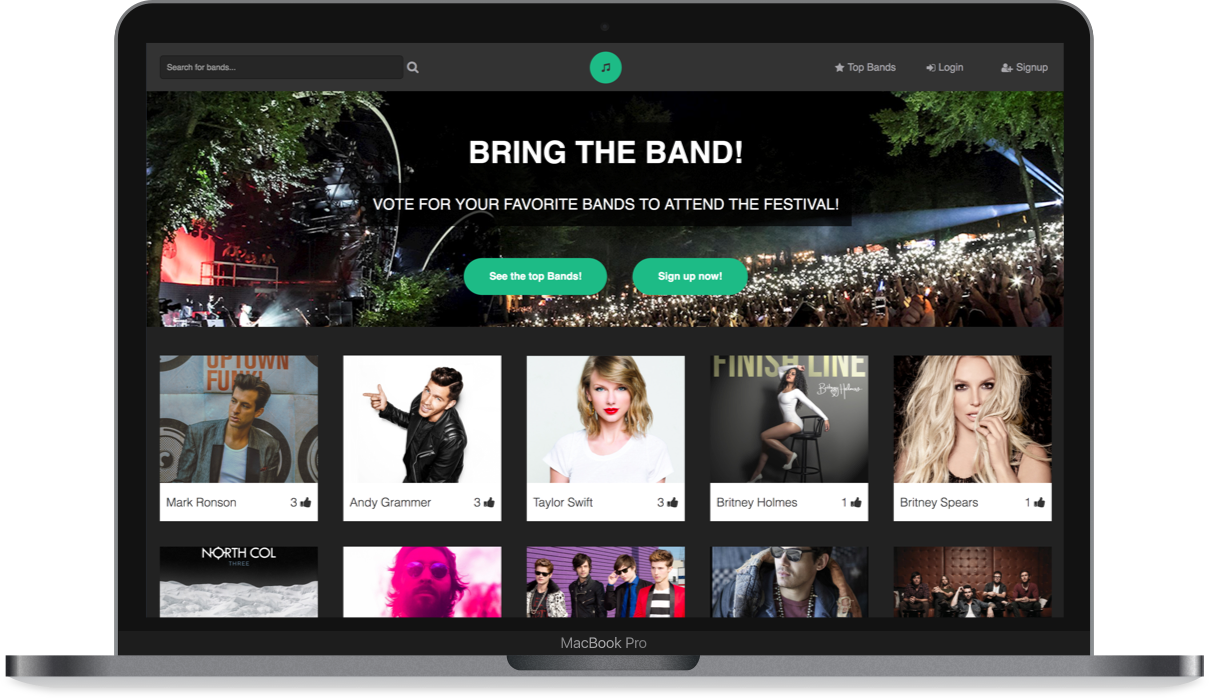 Search for bands...
Top Bands
Login
Signup
BRING THE BAND!
VOTE FOR YOUR FAVORITE BANDS TO ATTEND THE FESTIVAL!
See the top Bands!
Sign up now!
UPTOWN
FUNK!
FINISH LINE
Britney Holmes
Mark Ronson
3
Andy Grammer
3
Taylor Swift
3
Britney Holmes
1
Britney Spears
1
NORTH COL
THREE
MacBook Pro